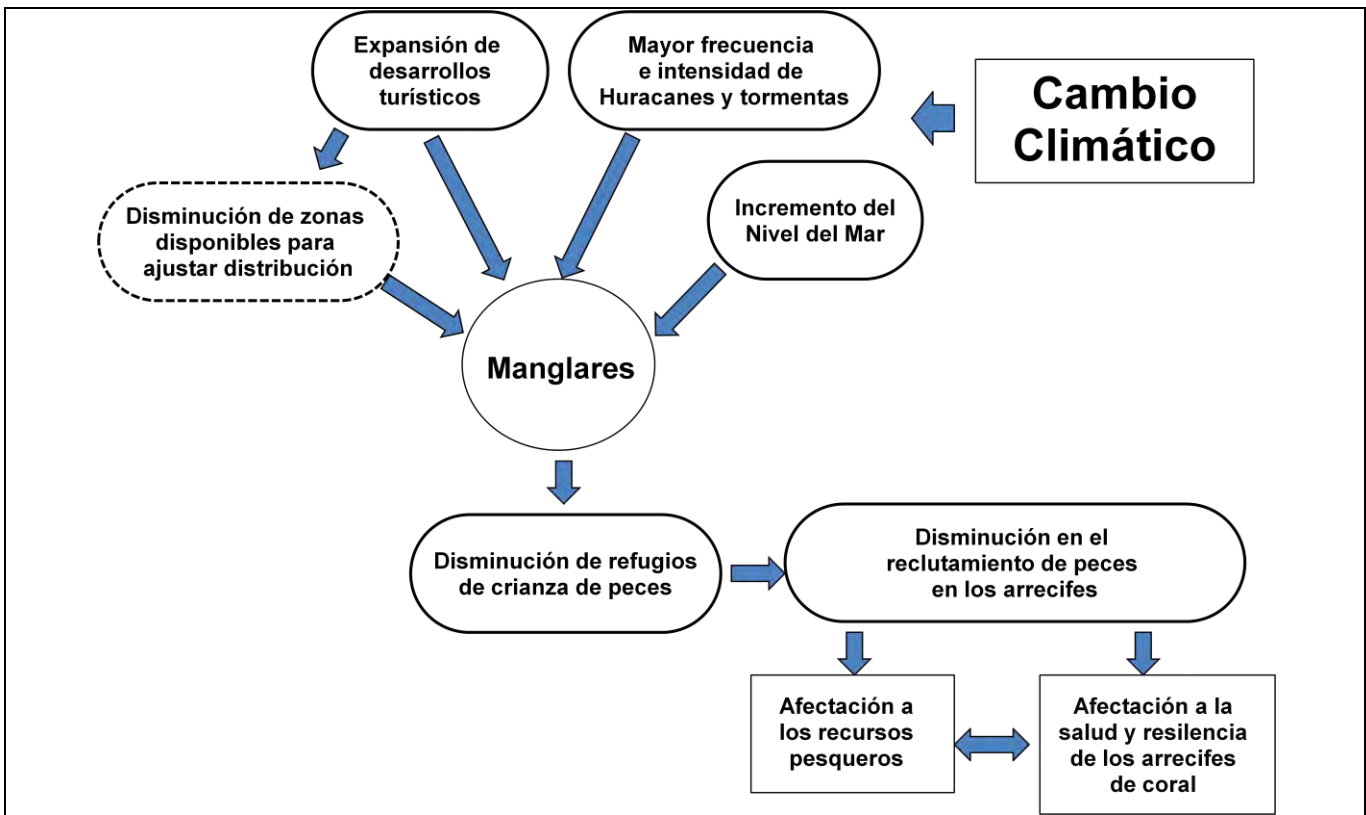 Expansión de
desarrollos
turísticos
Mayor frecuencia
e intensidad de
Huracanes y tormentas
Cambio
Climático
Disminución de zonas
disponibles para
ajustar distribución
Incremento del
Nivel del Mar
Manglares
Disminución de refugios
de crianza de peces
Disminución en el
reclutamiento de peces
en los arrecifes
Afectación a
los recursos
pesqueros
Afectación a la
salud y resilencia
de los arrecifes
de coral